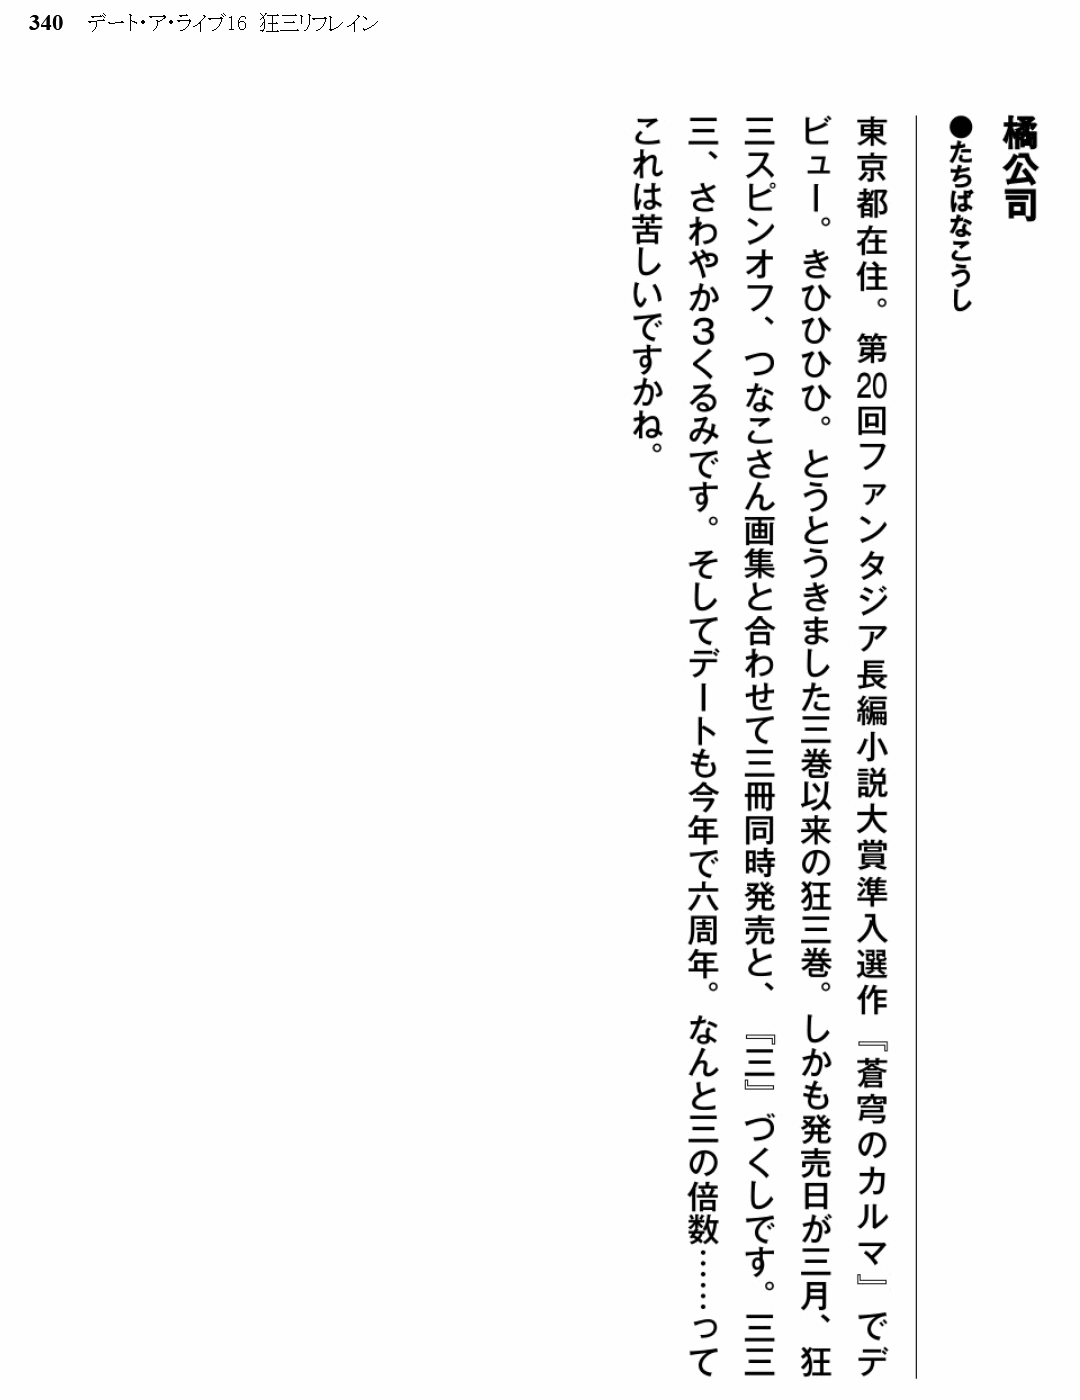 340 デート・ア・ライブ16 狂三リフレイン
橘公司
●たちばなこうし
東京都在住。第20回ファンタジア長編小説大賞準入選作『蒼穹のカルマ』でデ
ビュー。きひひひひ。とうとうきました三巻以来の狂三巻。しかも発売日が三月、狂
三スピンオフ、つなこさん画集と合わせて三冊同時発売と、『三』づくしです。三三
三、さわやか３くるみです。そしてデートも今年で六周年。なんと三の倍数……って
これは苦しいですかね。